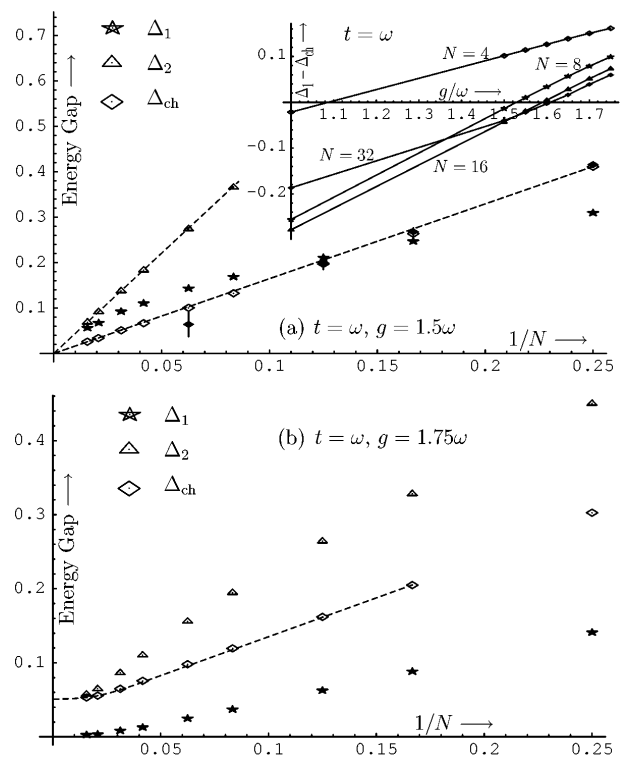 0.7
0.6
0.5
0.4
0.3
0.2
0.1
Energy Gap ⟶
Δ₁
Δ₂
Δch
Δ₁ − Δch ⟶
t = ω
0.1
-0.1
-0.2
N = 4
N = 8
g/ω ⟶
1.1 1.2 1.3 1.4 1.5 1.6 1.7
N = 32
N = 16
(a) t = ω, g = 1.5ω
1/N ⟶
0.05 0.1 0.15 0.2 0.25
0.4
0.3
0.2
0.1
Energy Gap ⟶
Δ₁
Δ₂
Δch
(b) t = ω, g = 1.75ω
1/N ⟶
0.05 0.1 0.15 0.2 0.25